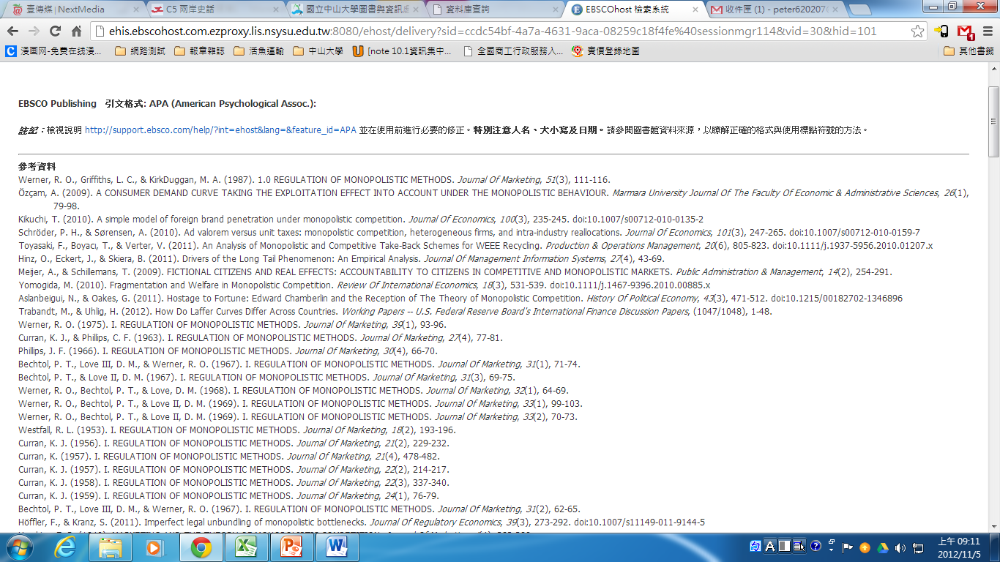 壹傳媒 | NextMedia
C5 兩岸史話
國立中山大學圖書與資訊處
資料庫查詢
EBSCOhost 檢索系統
收件匣 (1) - peter620207
ehis.ebscohost.com.ezproxy.lis.nsysu.edu.tw:8080/ehost/delivery?sid=ccdc54bf-4a7a-4631-9aca-08259c18f4fe%40sessionmgr114&vid=30&hid=101
漫画网-免费在线漫...
網路測試
報章雜誌
活魚運輸
中山大學
[note 10.1資訊集中...
全國商工行政服務入...
實價登錄地圖
其他書籤
EBSCO Publishing 引文格式: APA (American Psychological Assoc.):
註記：檢視說明 http://support.ebsco.com/help/?int=ehost&lang=&feature_id=APA 並在使用前進行必要的修正。特別注意人名、大小寫及日期。請參閱圖書館資料來源，以瞭解正確的格式與使用標點符號的方法。
參考資料
Werner, R. O., Griffiths, L. C., & KirkDuggan, M. A. (1987). 1.0 REGULATION OF MONOPOLISTIC METHODS. Journal Of Marketing, 51(3), 111-116.
Özçam, A. (2009). A CONSUMER DEMAND CURVE TAKING THE EXPLOITATION EFFECT INTO ACCOUNT UNDER THE MONOPOLISTIC BEHAVIOUR. Marmara University Journal Of The Faculty Of Economic & Administrative Sciences, 26(1),
79-98.
Kikuchi, T. (2010). A simple model of foreign brand penetration under monopolistic competition. Journal Of Economics, 100(3), 235-245. doi:10.1007/s00712-010-0135-2
Schröder, P. H., & Sørensen, A. (2010). Ad valorem versus unit taxes: monopolistic competition, heterogeneous firms, and intra-industry reallocations. Journal Of Economics, 101(3), 247-265. doi:10.1007/s00712-010-0159-7
Toyasaki, F., Boyacı, T., & Verter, V. (2011). An Analysis of Monopolistic and Competitive Take-Back Schemes for WEEE Recycling. Production & Operations Management, 20(6), 805-823. doi:10.1111/j.1937-5956.2010.01207.x
Hinz, O., Eckert, J., & Skiera, B. (2011). Drivers of the Long Tail Phenomenon: An Empirical Analysis. Journal Of Management Information Systems, 27(4), 43-69.
Meijer, A., & Schillemans, T. (2009). FICTIONAL CITIZENS AND REAL EFFECTS: ACCOUNTABILITY TO CITIZENS IN COMPETITIVE AND MONOPOLISTIC MARKETS. Public Administration & Management, 14(2), 254-291.
Yomogida, M. (2010). Fragmentation and Welfare in Monopolistic Competition. Review Of International Economics, 18(3), 531-539. doi:10.1111/j.1467-9396.2010.00885.x
Aslanbeigui, N., & Oakes, G. (2011). Hostage to Fortune: Edward Chamberlin and the Reception of The Theory of Monopolistic Competition. History Of Political Economy, 43(3), 471-512. doi:10.1215/00182702-1346896
Trabandt, M., & Uhlig, H. (2012). How Do Laffer Curves Differ Across Countries. Working Papers -- U.S. Federal Reserve Board's International Finance Discussion Papers, (1047/1048), 1-48.
Werner, R. O. (1975). I. REGULATION OF MONOPOLISTIC METHODS. Journal Of Marketing, 39(1), 93-96.
Curran, K. J., & Phillips, C. F. (1963). I. REGULATION OF MONOPOLISTIC METHODS. Journal Of Marketing, 27(4), 77-81.
Phillips, J. F. (1966). I. REGULATION OF MONOPOLISTIC METHODS. Journal Of Marketing, 30(4), 66-70.
Bechtol, P. T., Love III, D. M., & Werner, R. O. (1967). I. REGULATION OF MONOPOLISTIC METHODS. Journal Of Marketing, 31(1), 71-74.
Bechtol, P. T., & Love II, D. M. (1967). I. REGULATION OF MONOPOLISTIC METHODS. Journal Of Marketing, 31(3), 69-75.
Werner, R. O., Bechtol, P. T., & Love, D. M. (1968). I. REGULATION OF MONOPOLISTIC METHODS. Journal Of Marketing, 32(1), 64-69.
Werner, R. O., Bechtol, P. T., & Love II, D. M. (1969). I. REGULATION OF MONOPOLISTIC METHODS. Journal Of Marketing, 33(1), 99-103.
Werner, R. O., Bechtol, P. T., & Love II, D. M. (1969). I. REGULATION OF MONOPOLISTIC METHODS. Journal Of Marketing, 33(2), 70-73.
Westfall, R. L. (1953). I. REGULATION OF MONOPOLISTIC METHODS. Journal Of Marketing, 18(2), 193-196.
Curran, K. J. (1956). I. REGULATION OF MONOPOLISTIC METHODS. Journal Of Marketing, 21(2), 229-232.
Curran, K. (1957). I. REGULATION OF MONOPOLISTIC METHODS. Journal Of Marketing, 21(4), 478-482.
Curran, K. J. (1957). I. REGULATION OF MONOPOLISTIC METHODS. Journal Of Marketing, 22(2), 214-217.
Curran, K. J. (1958). I. REGULATION OF MONOPOLISTIC METHODS. Journal Of Marketing, 22(3), 337-340.
Curran, K. J. (1959). I. REGULATION OF MONOPOLISTIC METHODS. Journal Of Marketing, 24(1), 76-79.
Bechtol, P. T., Love III, D. M., & Werner, R. O. (1967). I. REGULATION OF MONOPOLISTIC METHODS. Journal Of Marketing, 31(2), 62-65.
Höffler, F., & Kranz, S. (2011). Imperfect legal unbundling of monopolistic bottlenecks. Journal Of Regulatory Economics, 39(3), 273-292. doi:10.1007/s11149-011-9144-5
上午 09:11
2012/11/5